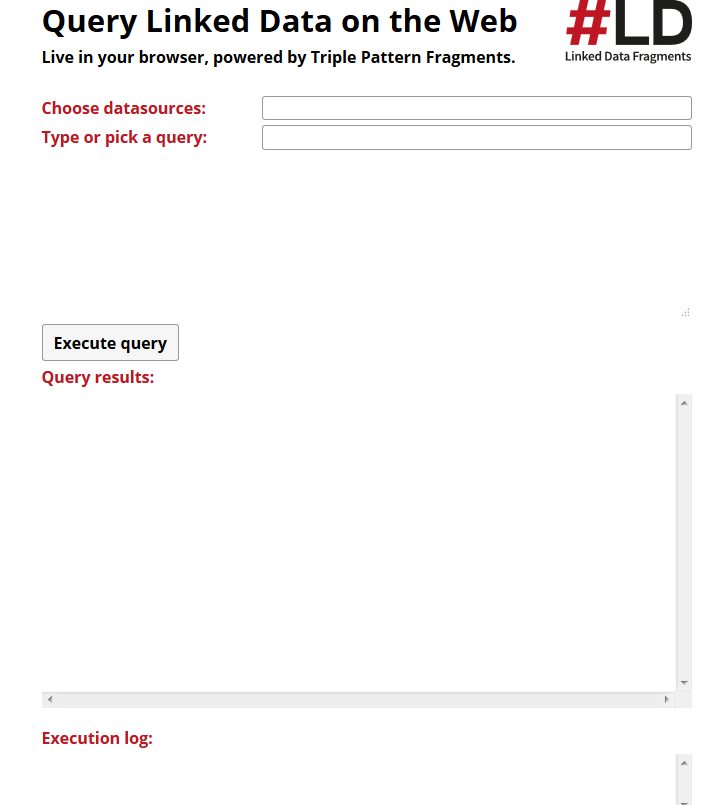 Query Linked Data on the Web
#LD
Live in your browser, powered by Triple Pattern Fragments.
Linked Data Fragments
Choose datasources:
Type or pick a query:
Execute query
Query results:
Execution log: